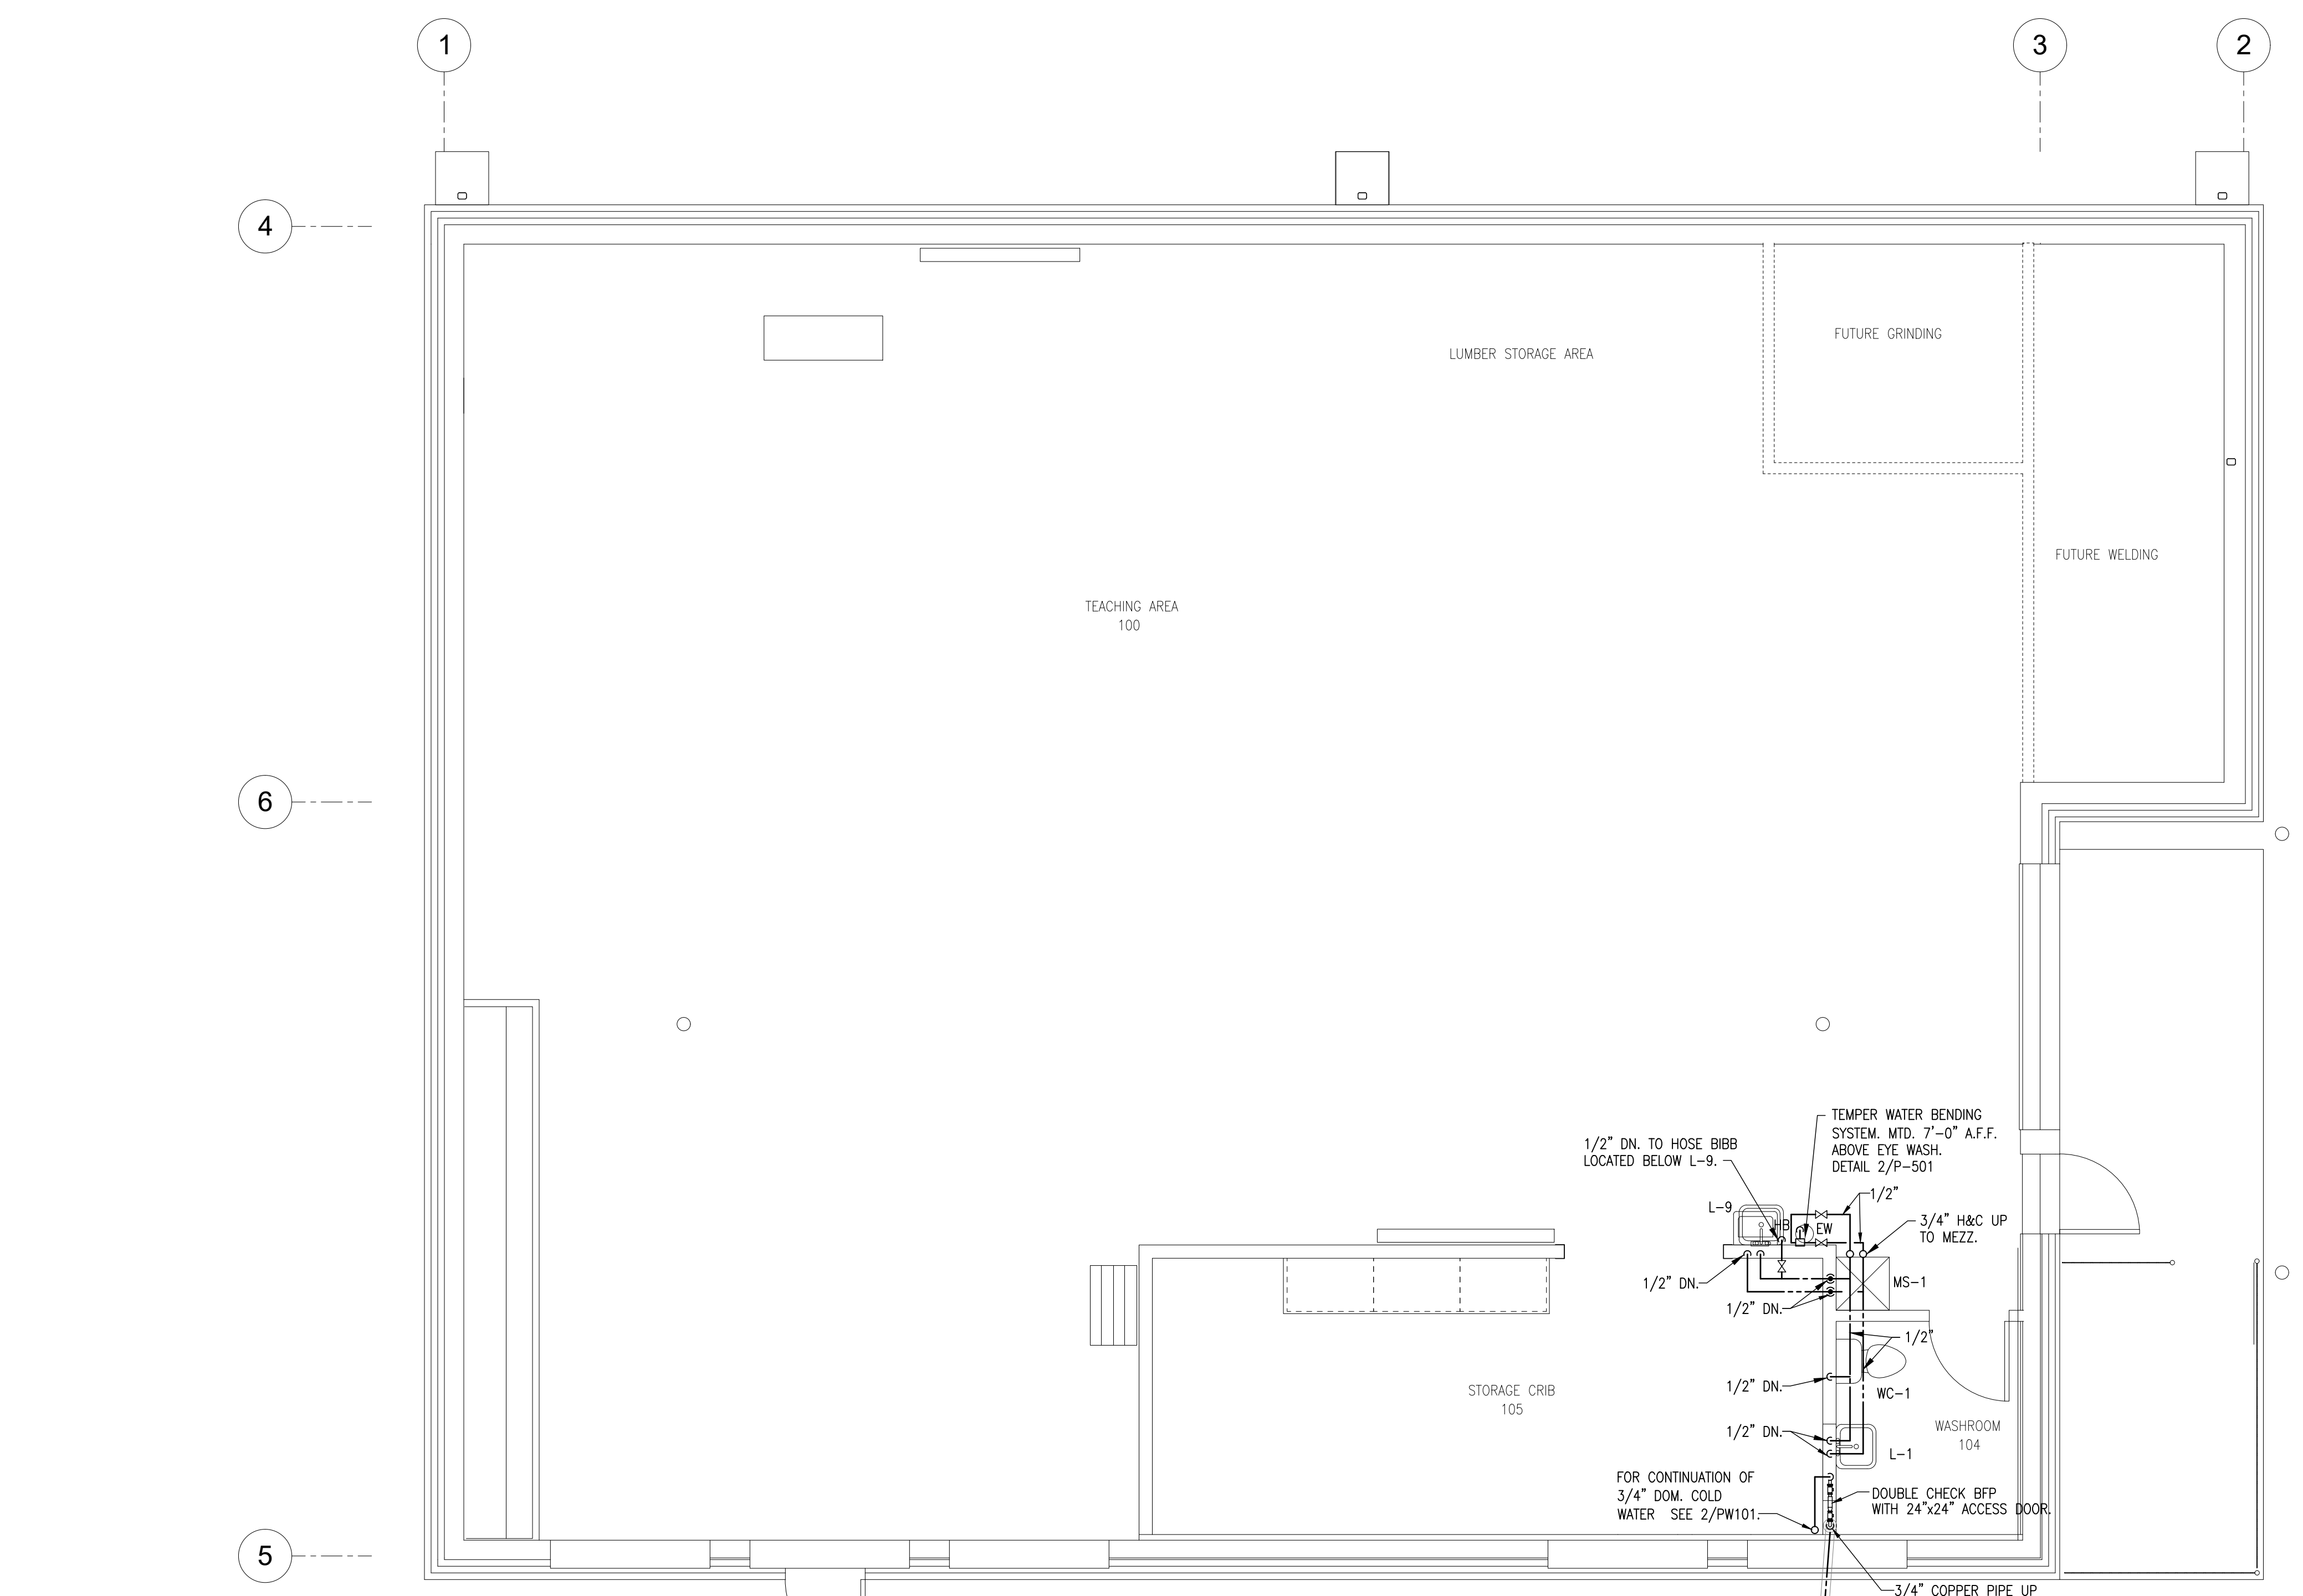 1
3
2
4
FUTURE GRINDING
LUMBER STORAGE AREA
FUTURE WELDING
TEACHING AREA
100
6
TEMPER WATER BENDING
SYSTEM. MTD. 7'-0" A.F.F.
ABOVE EYE WASH.
DETAIL 2/P-501
1/2" DN. TO HOSE BIBB
LOCATED BELOW L-9.
1/2"
L-9
HB
EW
3/4" H&C UP
TO MEZZ.
1/2" DN.
MS-1
1/2" DN.
1/2"
1/2" DN.
WC-1
STORAGE CRIB
105
WASHROOM
104
1/2" DN.
L-1
FOR CONTINUATION OF
3/4" DOM. COLD
WATER SEE 2/PW101.
DOUBLE CHECK BFP
WITH 24"x24" ACCESS DOOR.
5
3/4" COPPER PIPE UP